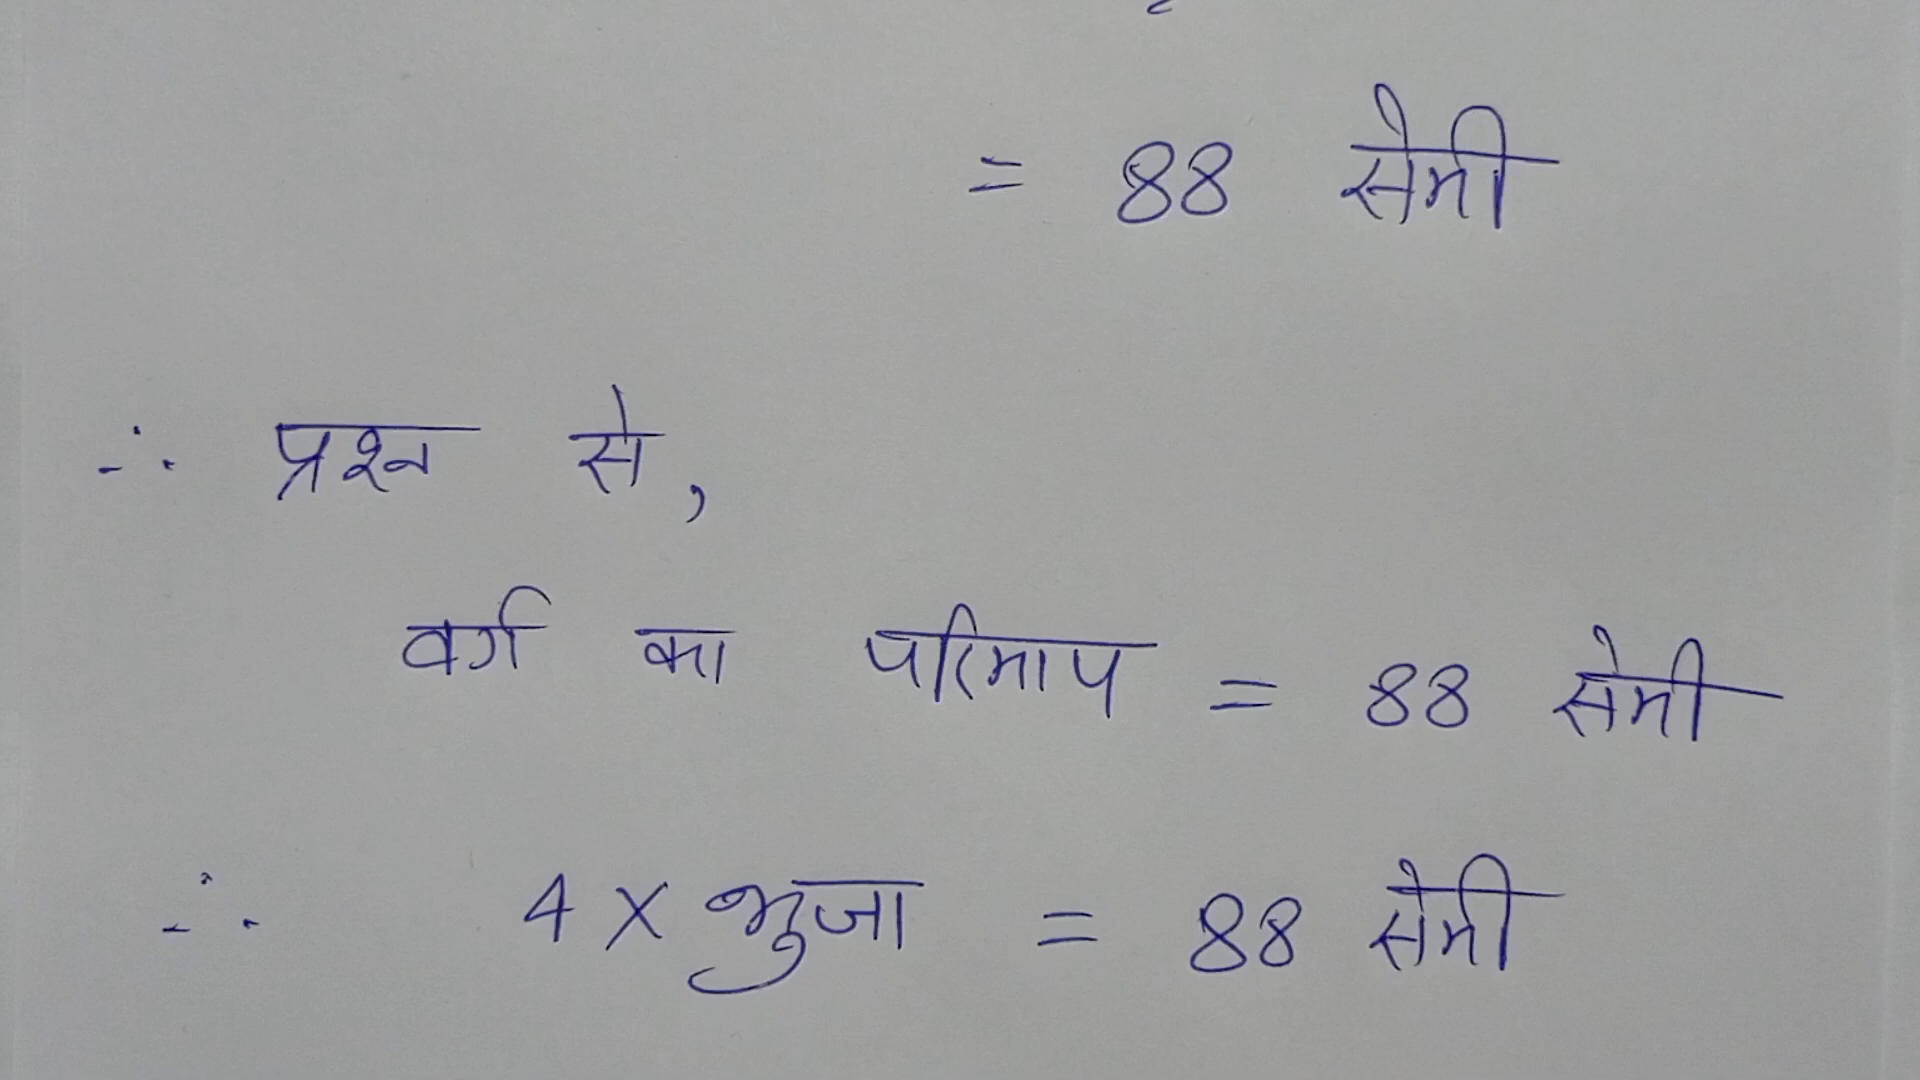 = 88 सेमी
∴ प्रश्न से,
वर्ग का परिमाप = 88 सेमी
∴ 4 × भुजा = 88 सेमी